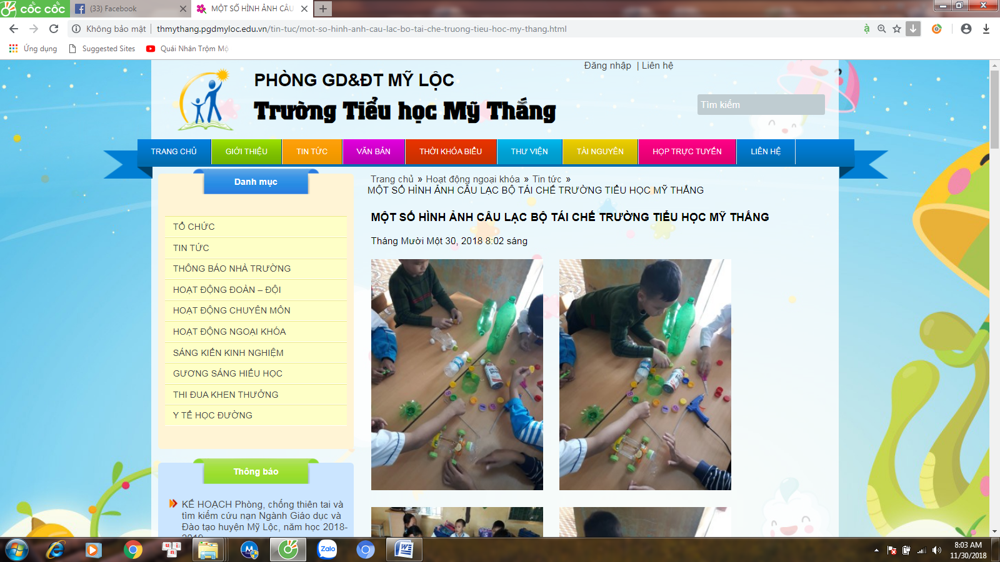 cốc cốc
(33) Facebook
MỘT SỐ HÌNH ẢNH CÂU
Không bảo mật
thmythang.pgdmyloc.edu.vn/tin-tuc/mot-so-hinh-anh-cau-lac-bo-tai-che-truong-tieu-hoc-my-thang.html
Ứng dụng
Suggested Sites
Quái Nhân Trộm Mộ
Đăng nhập | Liên hệ
PHÒNG GD&ĐT MỸ LỘC
Trường Tiểu học Mỹ Thắng
Tìm kiếm
TRANG CHỦ
GIỚI THIỆU
TIN TỨC
VĂN BẢN
THỜI KHÓA BIỂU
THƯ VIỆN
TÀI NGUYÊN
HỌP TRỰC TUYẾN
LIÊN HỆ
Danh mục
TỔ CHỨC
TIN TỨC
THÔNG BÁO NHÀ TRƯỜNG
HOẠT ĐỘNG ĐOÀN – ĐỘI
HOẠT ĐỘNG CHUYÊN MÔN
HOẠT ĐỘNG NGOẠI KHÓA
SÁNG KIẾN KINH NGHIỆM
GƯƠNG SÁNG HIẾU HỌC
THI ĐUA KHEN THƯỞNG
Y TẾ HỌC ĐƯỜNG
Thông báo
KẾ HOẠCH Phòng, chống thiên tai và
tìm kiếm cứu nạn Ngành Giáo dục và
Đào tạo huyện Mỹ Lộc, năm học 2018-
2019
Trang chủ » Hoạt động ngoại khóa » Tin tức »
MỘT SỐ HÌNH ẢNH CÂU LẠC BỘ TÁI CHẾ TRƯỜNG TIỂU HỌC MỸ THẮNG
MỘT SỐ HÌNH ẢNH CÂU LẠC BỘ TÁI CHẾ TRƯỜNG TIỂU HỌC MỸ THẮNG
Tháng Mười Một 30, 2018 8:02 sáng
Zalo
8:03 AM
11/30/2018